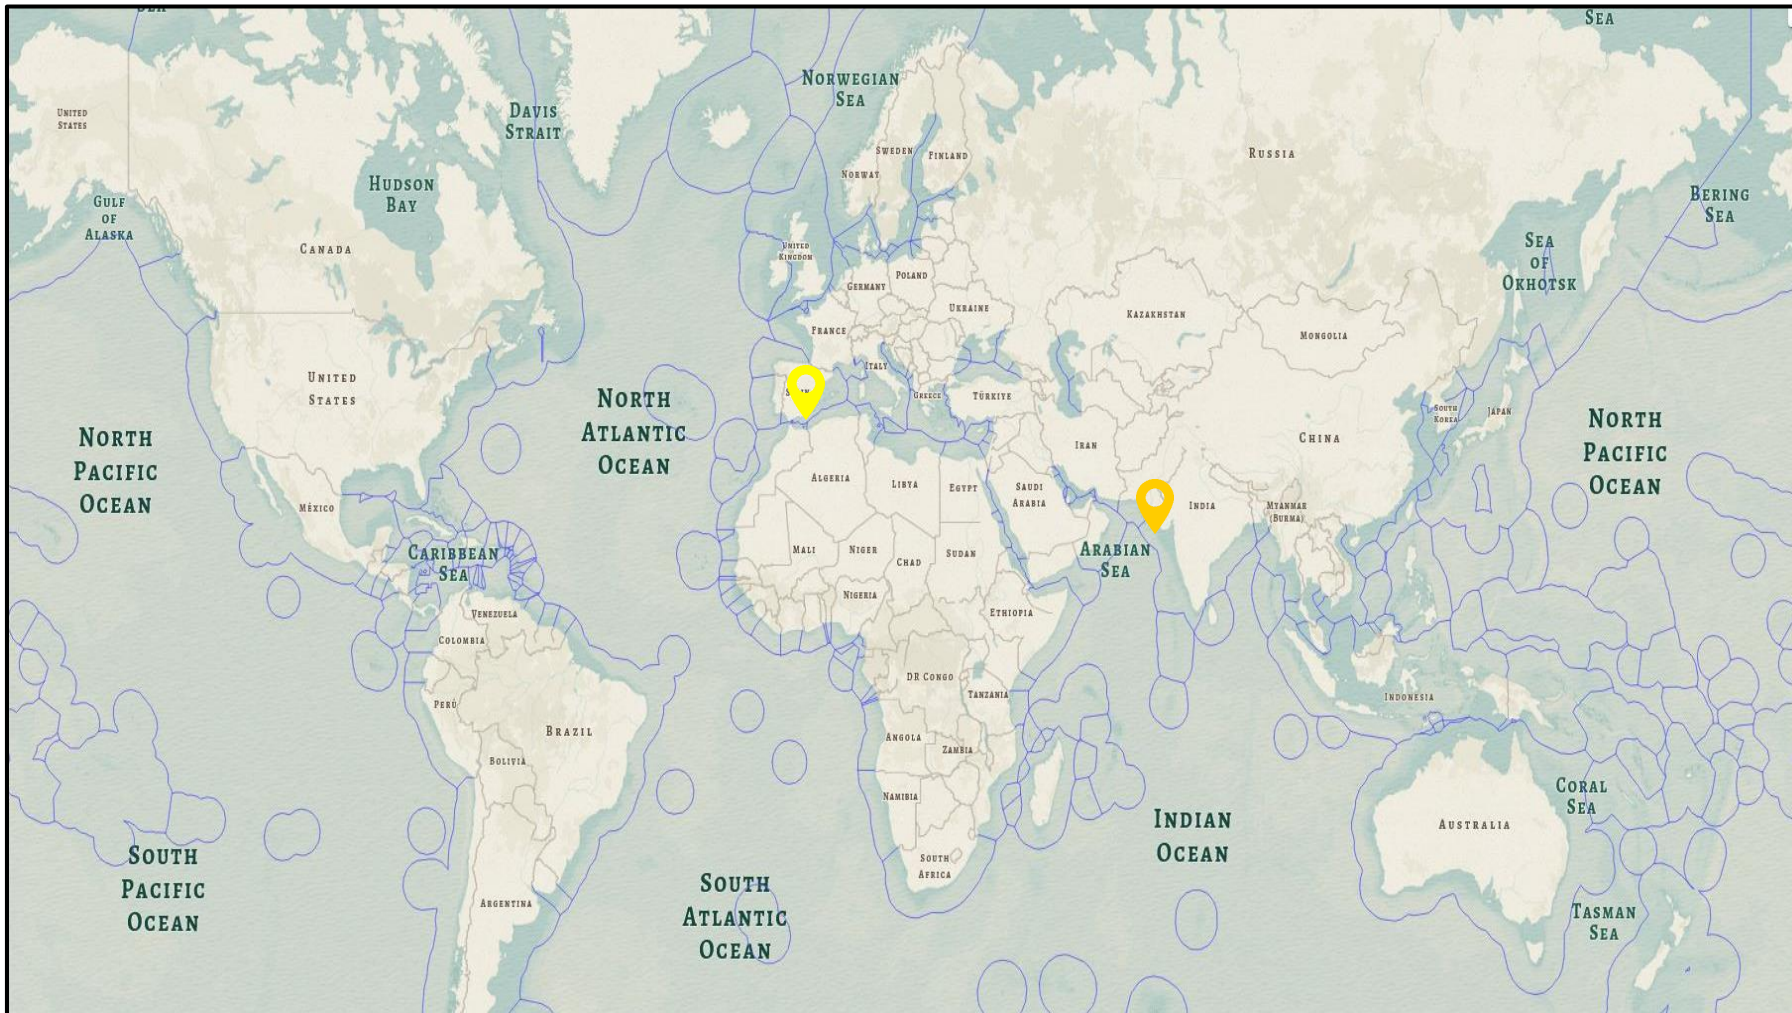 SEA
SEA
NORWEGIAN
SEA
DAVIS
STRAIT
UNITED
STATES
SWEDEN
FINLAND
NORWAY
RUSSIA
HUDSON
BAY
GULF
OF
ALASKA
BERING
SEA
CANADA
UNITED
KINGDOM
SEA
OF
OKHOTSK
POLAND
GERMANY
UKRAINE
KAZAKHSTAN
FRANCE
MONGOLIA
ITALY
UNITED
STATES
GREECE
TÜRKIYE
SOUTH
KOREA
JAPAN
NORTH
ATLANTIC
OCEAN
NORTH
PACIFIC
OCEAN
NORTH
PACIFIC
OCEAN
IRAN
CHINA
ALGERIA
LIBYA
EGYPT
SAUDI
ARABIA
MÉXICO
INDIA
MYANMAR
(BURMA)
CARIBBEAN
SEA
MALI
NIGER
CHAD
SUDAN
ARABIAN
SEA
NIGERIA
ETHIOPIA
VENEZUELA
COLOMBIA
DR CONGO
TANZANIA
INDONESIA
PERÚ
BRAZIL
ANGOLA
ZAMBIA
BOLIVIA
NAMIBIA
CORAL
SEA
INDIAN
OCEAN
AUSTRALIA
SOUTH
PACIFIC
OCEAN
SOUTH
AFRICA
SOUTH
ATLANTIC
OCEAN
ARGENTINA
TASMAN
SEA